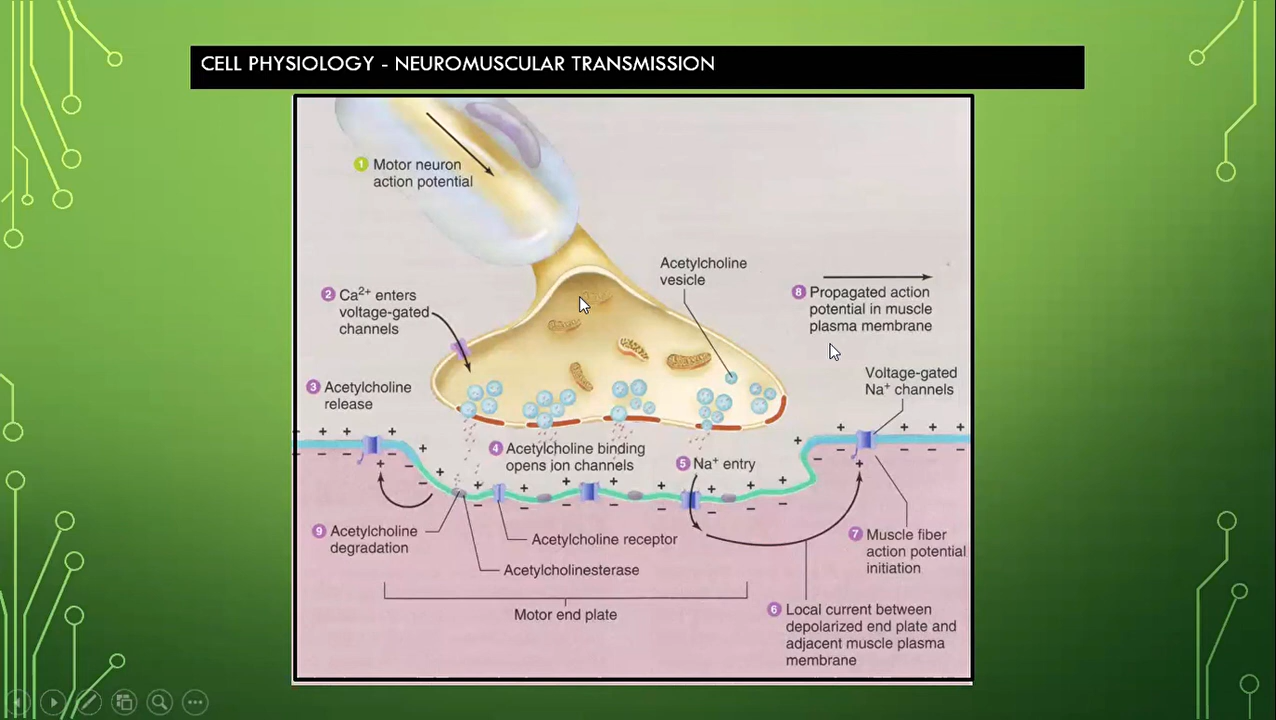 CELL PHYSIOLOGY - NEUROMUSCULAR TRANSMISSION
1 Motor neuron
action potential
Acetylcholine
vesicle
2 Ca2+ enters
voltage-gated
channels
8 Propagated action
potential in muscle
plasma membrane
3 Acetylcholine
release
Voltage-gated
Na+ channels
4 Acetylcholine binding
opens ion channels
5 Na+ entry
9 Acetylcholine
degradation
Acetylcholine receptor
7 Muscle fiber
action potential
initiation
Acetylcholinesterase
Motor end plate
6 Local current between
depolarized end plate and
adjacent muscle plasma
membrane